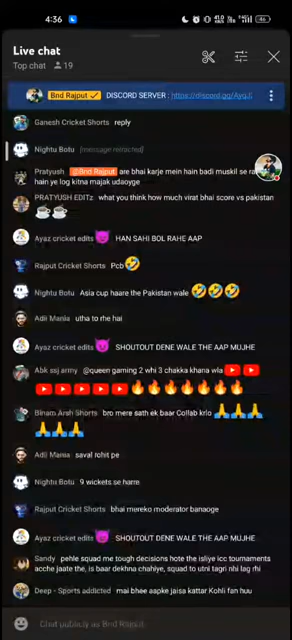 4:36
46
Live chat
Top chat 19
Bnd Rajput DISCORD SERVER :
Ganesh Cricket Shorts reply
Nightu Botu [message retracted]
Pratyush @Bnd Rajput are bhai karje mein hain badi muskil se
hain ye log kitna majak udaoyge
PRATYUSH EDITz what you think how much virat bhai score vs pakistan
☕☕
Ayaz cricket edits😈 HAN SAHI BOL RAHE AAP
Rajput Cricket Shorts Pcb🤣
Nightu Botu Asia cup haare the Pakistan wale 🤣🤣🤣
Adii Mania utha to rhe hai
Ayaz cricket edits😈 SHOUTOUT DENE WALE THE AAP MUJHE
Abk ssj army @queen gaming 2 whi 3 chakka khana wla
🔥🔥🔥🔥🔥🔥🔥🔥
Binam Arsh Shorts bro mere sath ek baar Collab krlo 🙏🙏🙏
🙏🙏🙏
Adii Mania saval rohit pe
Nightu Botu 9 wickets se harre
Rajput Cricket Shorts bhai mereko moderator banaoge
Ayaz cricket edits😈 SHOUTOUT DENE WALE THE AAP MUJHE
Sandy pehle squad me tough decisions hote the isliye icc tournaments
acche jaate the, is baar dekhna chahiye, squad to utni tagri nhi lag rhi
Deep - Sports addicted mai bhee aapke jaisa kattar Kohli fan huu
Chat publicly as Bnd Rajput